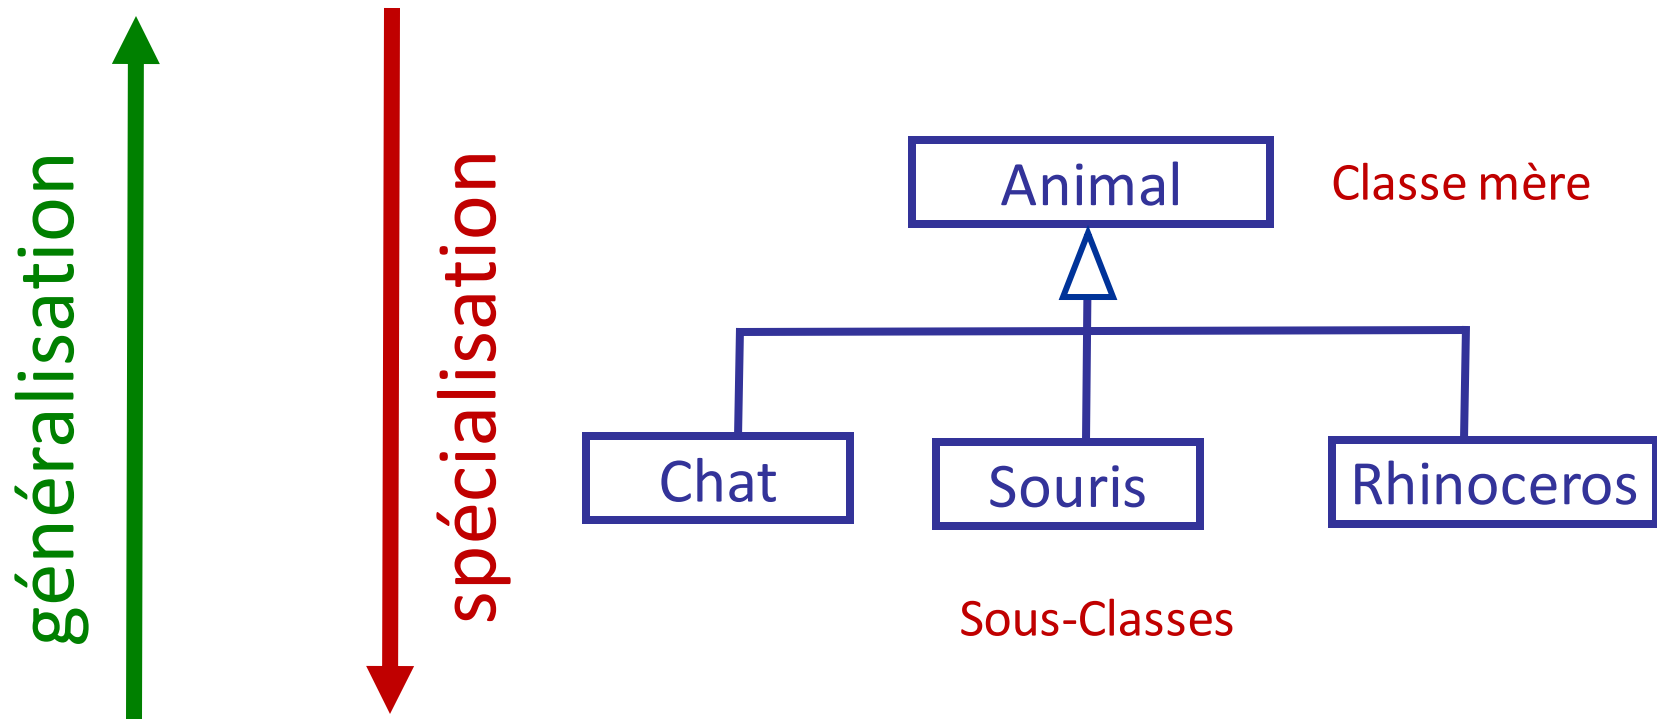 généralisation
spécialisation
Animal
Classe mère
Chat
Souris
Rhinoceros
Sous-Classes